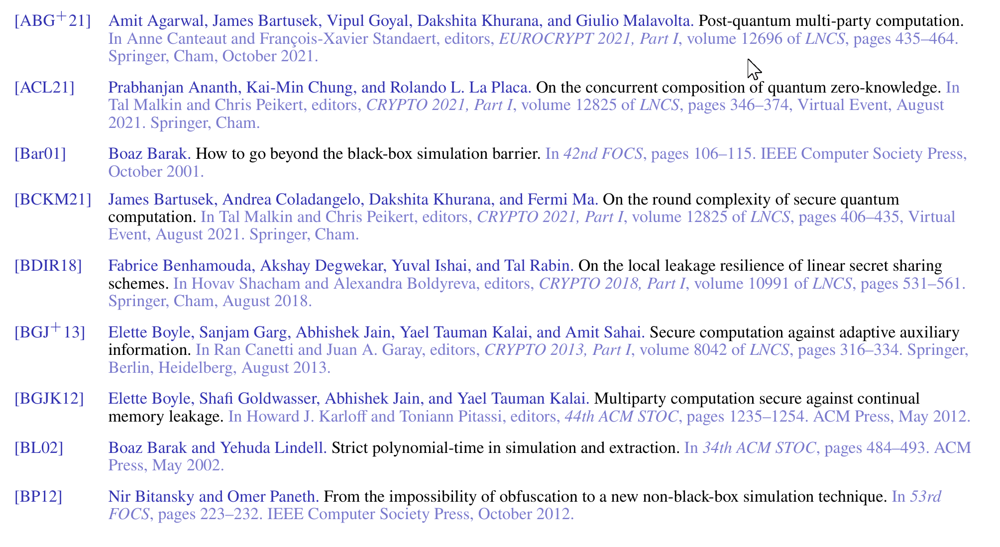 [ABG+21] Amit Agarwal, James Bartusek, Vipul Goyal, Dakshita Khurana, and Giulio Malavolta. Post-quantum multi-party computation.
In Anne Canteaut and François-Xavier Standaert, editors, EUROCRYPT 2021, Part I, volume 12696 of LNCS, pages 435–464.
Springer, Cham, October 2021.
[ACL21] Prabhanjan Ananth, Kai-Min Chung, and Rolando L. La Placa. On the concurrent composition of quantum zero-knowledge. In
Tal Malkin and Chris Peikert, editors, CRYPTO 2021, Part I, volume 12825 of LNCS, pages 346–374, Virtual Event, August
2021. Springer, Cham.
[Bar01] Boaz Barak. How to go beyond the black-box simulation barrier. In 42nd FOCS, pages 106–115. IEEE Computer Society Press,
October 2001.
[BCKM21] James Bartusek, Andrea Coladangelo, Dakshita Khurana, and Fermi Ma. On the round complexity of secure quantum
computation. In Tal Malkin and Chris Peikert, editors, CRYPTO 2021, Part I, volume 12825 of LNCS, pages 406–435, Virtual
Event, August 2021. Springer, Cham.
[BDIR18] Fabrice Benhamouda, Akshay Degwekar, Yuval Ishai, and Tal Rabin. On the local leakage resilience of linear secret sharing
schemes. In Hovav Shacham and Alexandra Boldyreva, editors, CRYPTO 2018, Part I, volume 10991 of LNCS, pages 531–561.
Springer, Cham, August 2018.
[BGJ+13] Elette Boyle, Sanjam Garg, Abhishek Jain, Yael Tauman Kalai, and Amit Sahai. Secure computation against adaptive auxiliary
information. In Ran Canetti and Juan A. Garay, editors, CRYPTO 2013, Part I, volume 8042 of LNCS, pages 316–334. Springer,
Berlin, Heidelberg, August 2013.
[BGJK12] Elette Boyle, Shafi Goldwasser, Abhishek Jain, and Yael Tauman Kalai. Multiparty computation secure against continual
memory leakage. In Howard J. Karloff and Toniann Pitassi, editors, 44th ACM STOC, pages 1235–1254. ACM Press, May 2012.
[BL02] Boaz Barak and Yehuda Lindell. Strict polynomial-time in simulation and extraction. In 34th ACM STOC, pages 484–493. ACM
Press, May 2002.
[BP12] Nir Bitansky and Omer Paneth. From the impossibility of obfuscation to a new non-black-box simulation technique. In 53rd
FOCS, pages 223–232. IEEE Computer Society Press, October 2012.